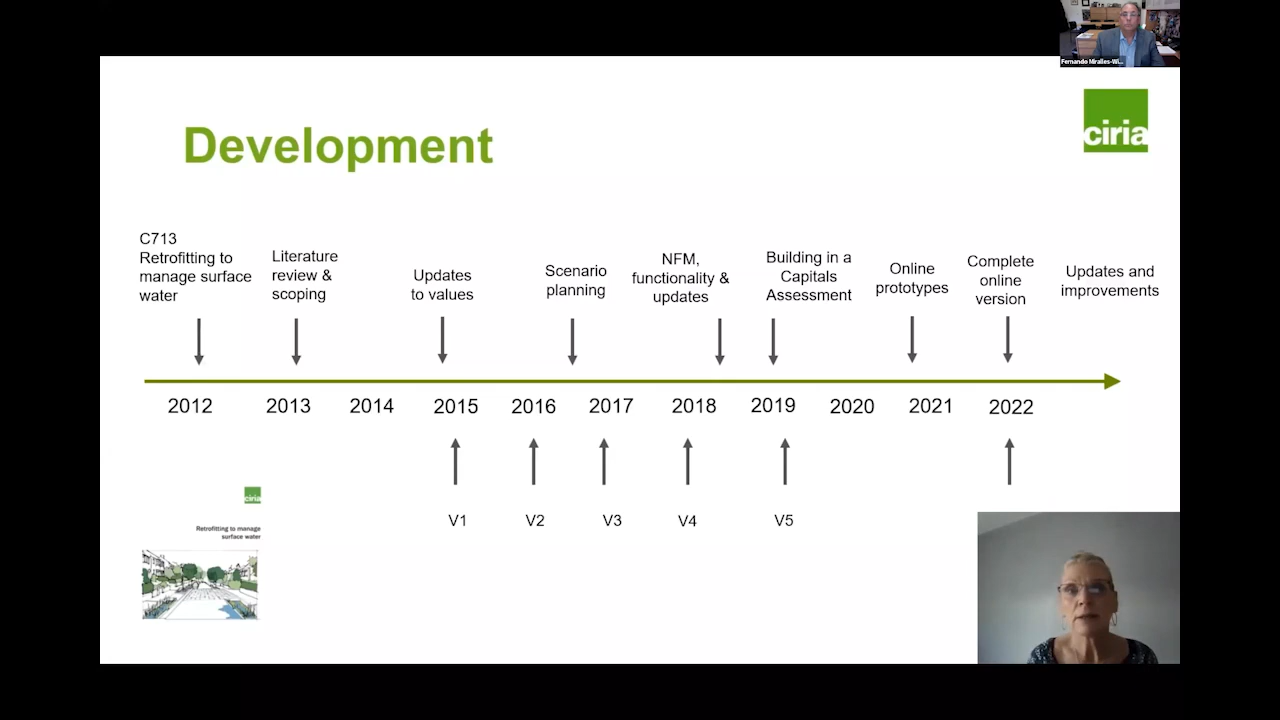 Fernando Miralles-Wi...
ciria
Development
C713
Retrofitting to
manage surface
water
Literature
review &
scoping
Updates
to values
Scenario
planning
NFM,
functionality &
updates
Building in a
Capitals
Assessment
Online
prototypes
Complete
online
version
Updates and
improvements
2012 2013 2014 2015 2016 2017 2018 2019 2020 2021 2022
V1 V2 V3 V4 V5
ciria
Retrofitting to manage
surface water